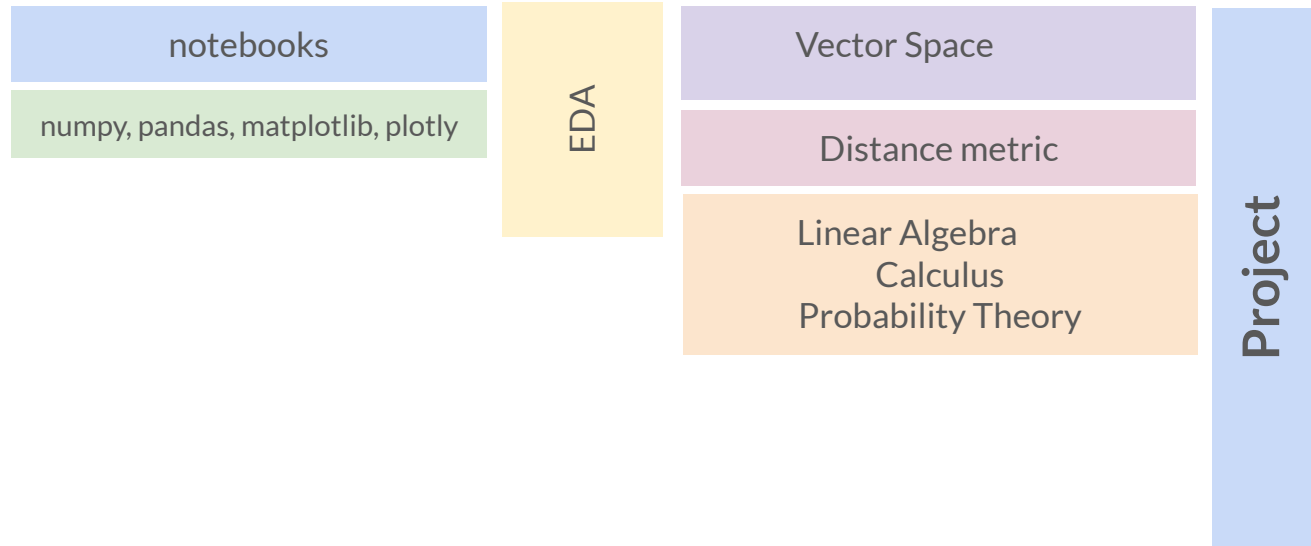 notebooks
numpy, pandas, matplotlib, plotly
EDA
Vector Space
Distance metric
Linear Algebra
Calculus
Probability Theory
Project